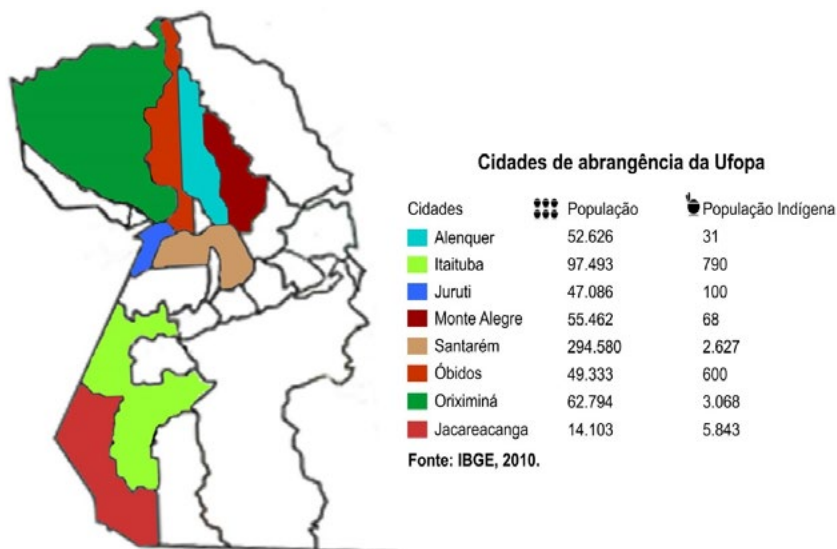 Cidades de abrangência da Ufopa
Cidades População População Indígena
Alenquer 52.626 31
Itaituba 97.493 790
Juruti 47.086 100
Monte Alegre 55.462 68
Santarém 294.580 2.627
Óbidos 49.333 600
Oriximiná 62.794 3.068
Jacareacanga 14.103 5.843
Fonte: IBGE, 2010.